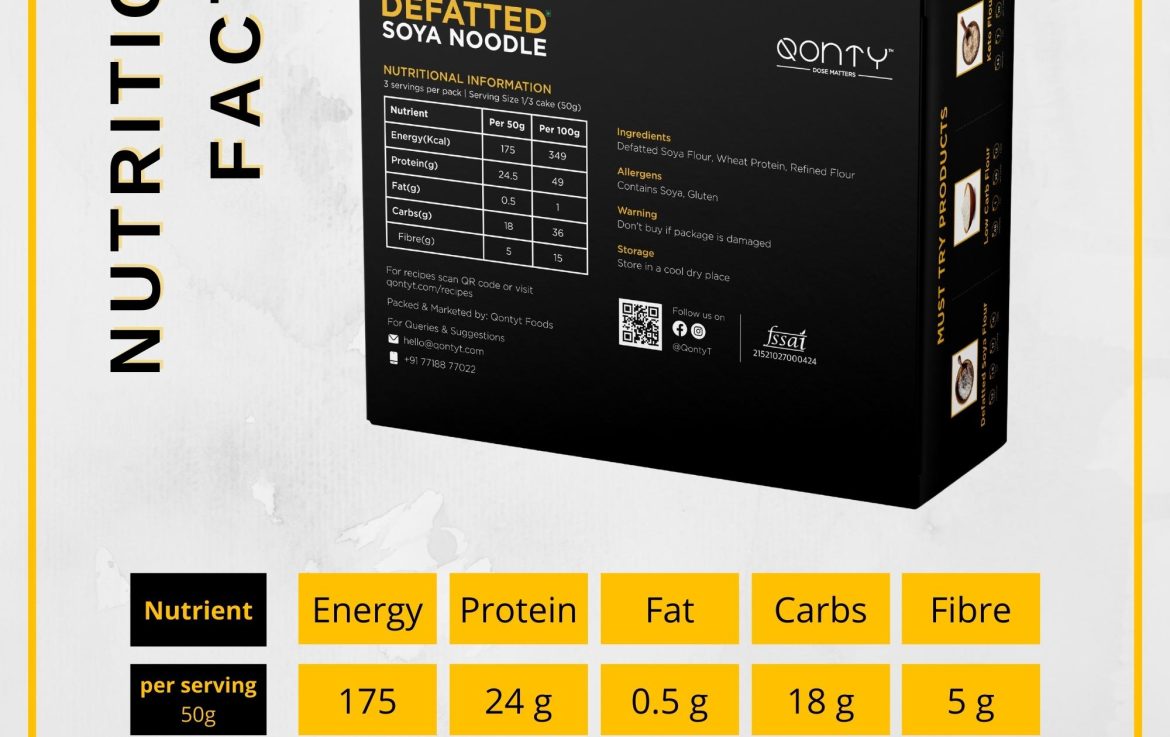 NUTRITIO
FACT
DEFATTED
SOYA NOODLE
NUTRITIONAL INFORMATION
3 servings per pack | Serving Size 1/3 cake (50g)
Nutrient Per 50g Per 100g
Energy(Kcal) 175 349
Protein(g) 24.5 49
Fat(g) 0.5 1
Carbs(g) 18 36
Fibre(g) 5 15
For recipes scan QR code or visit
qontyt.com/recipes
Packed & Marketed by: Qontyt Foods
For Queries & Suggestions
hello@qontyt.com
+91 77188 77022
QONTY™
DOSE MATTERS
Ingredients
Defatted Soya Flour, Wheat Protein, Refined Flour
Allergens
Contains Soya, Gluten
Warning
Don't buy if package is damaged
Storage
Store in a cool dry place
Follow us on
@QontyT
fssai
21521027000424
MUST TRY PRODUCTS
Keto Flou
Low Carb Flour
Defatted Soya Flour
Nutrient Energy Protein Fat Carbs Fibre
per serving
50g 175 24 g 0.5 g 18 g 5 g